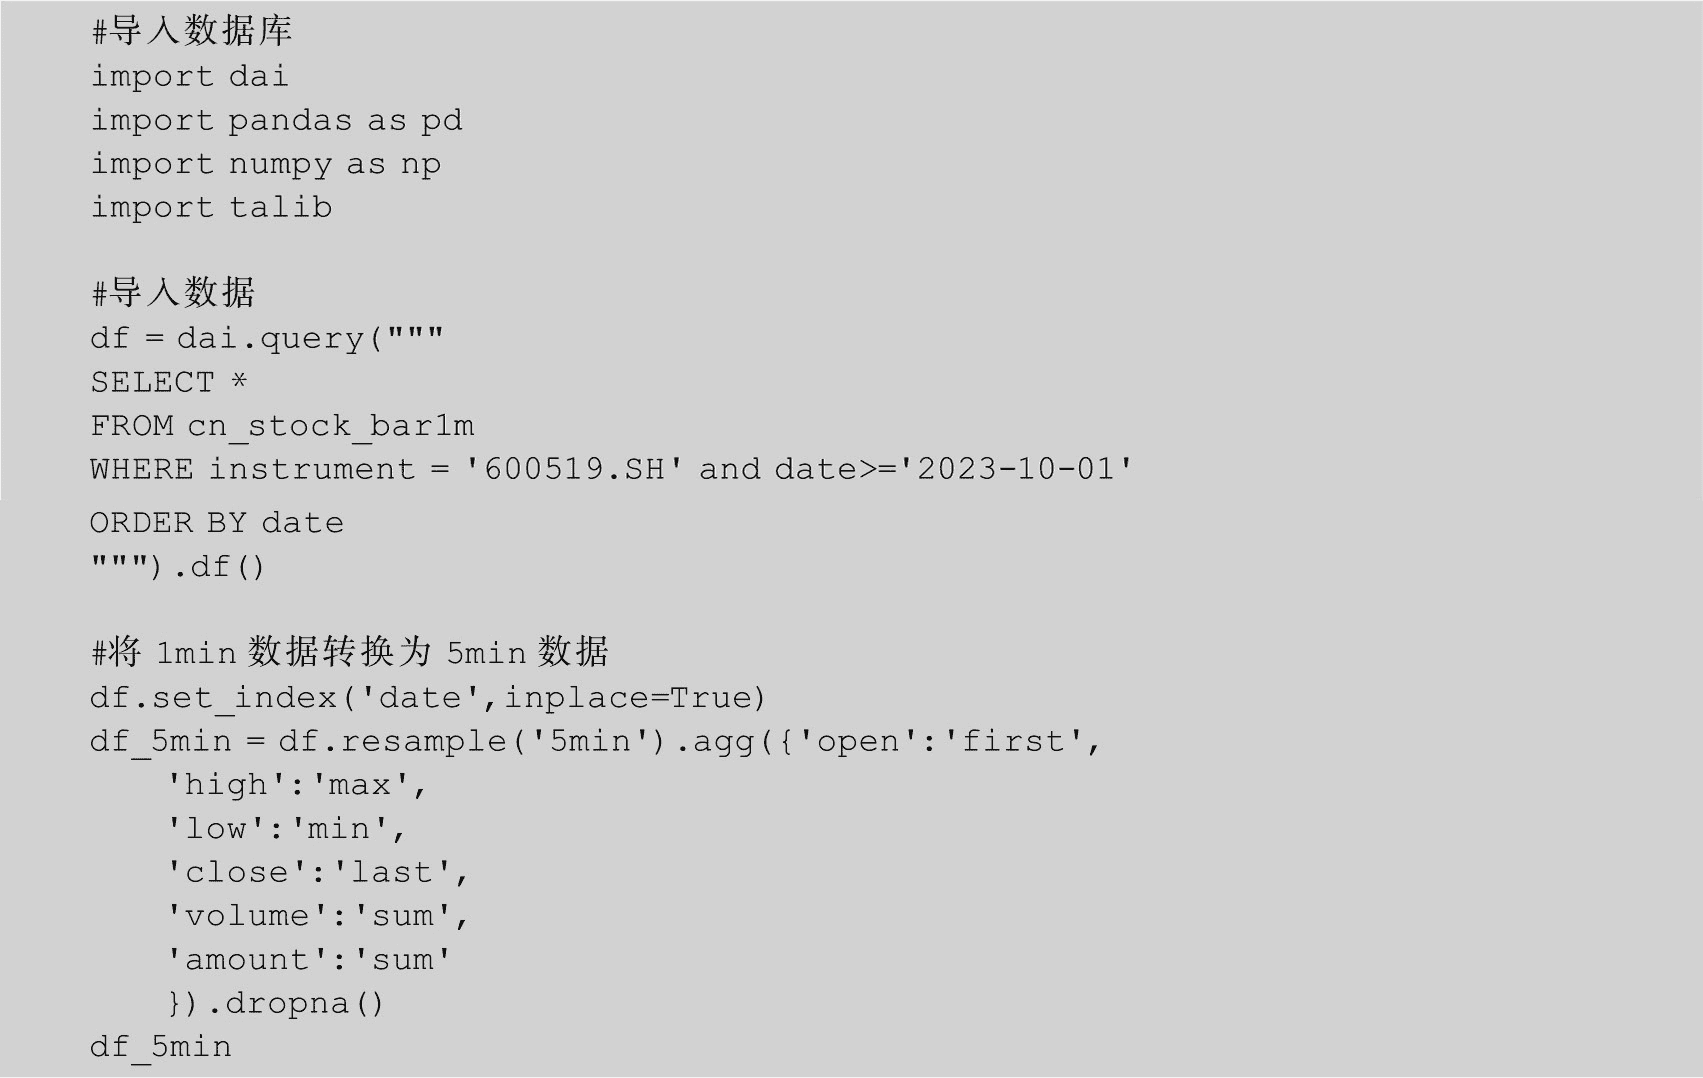 #导入数据库
import dai
import pandas as pd
import numpy as np
import talib
#导入数据
df = dai.query("""
SELECT *
FROM cn_stock_bar1m
WHERE instrument = '600519.SH' and date>='2023-10-01'
ORDER BY date
""").df()
#将 1min 数据转换为 5min 数据
df.set_index('date',inplace=True)
df_5min = df.resample('5min').agg({'open':'first',
    'high':'max',
    'low':'min',
    'close':'last',
    'volume':'sum',
    'amount':'sum'
    }).dropna()
df_5min